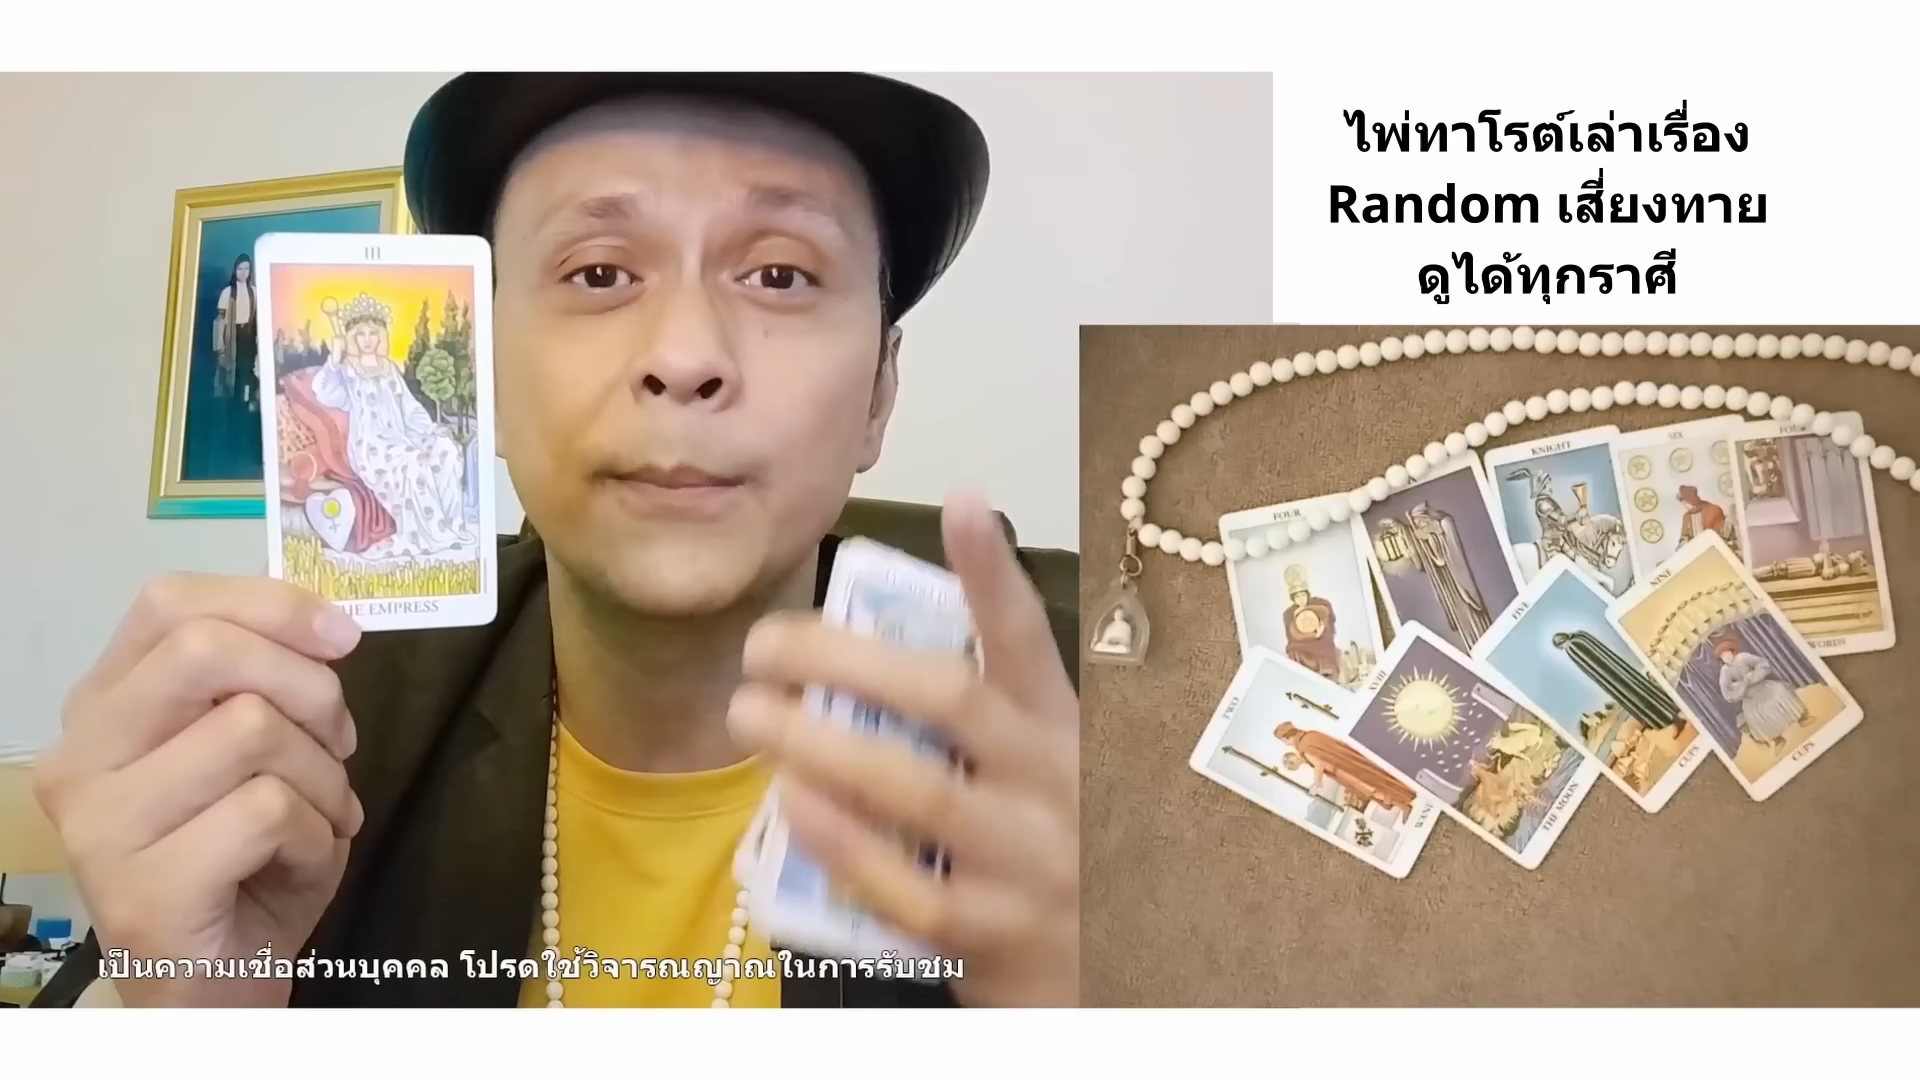 ไพ่ทาโรต์เล่าเรื่อง
Random เสี่ยงทาย
ดูได้ทุกราศี
III
THE EMPRESS
KNIGHT
SIX
FOUR
FOUR
NINE
FIVE
XVIII
TWO
WORDS
CUPS
CUPS
THE MOON
WANDS
เป็นความเชื่อส่วนบุคคล โปรดใช้วิจารณญาณในการรับชม